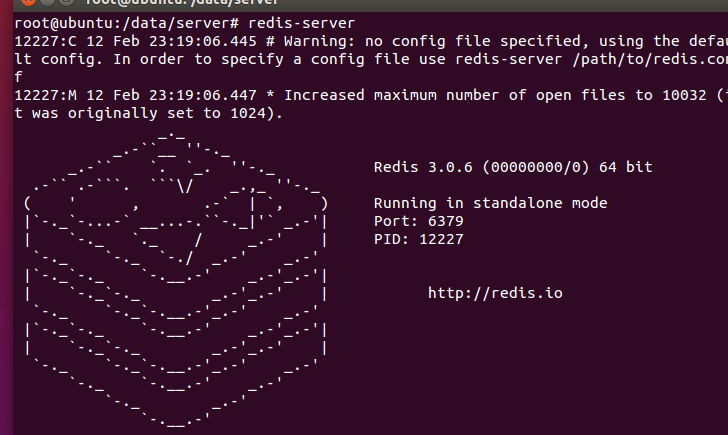 root@ubuntu:/data/server
root@ubuntu:/data/server# redis-server
12227:C 12 Feb 23:19:06.445 # Warning: no config file specified, using the defau
lt config. In order to specify a config file use redis-server /path/to/redis.con
f
12227:M 12 Feb 23:19:06.447 * Increased maximum number of open files to 10032 (i
t was originally set to 1024).
Redis 3.0.6 (00000000/0) 64 bit
Running in standalone mode
Port: 6379
PID: 12227
http://redis.io